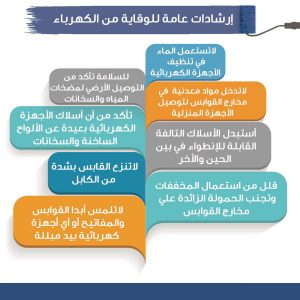 إرشادات عامة للوقاية من الكهرباء
لاتستعمل الماء
في تنظيف
الأجهزة الكهربائية
للسلامة تأكد من
التوصيل الأرضي لمضخات
المياه والسخانات
لاتدخل مواد معدنية في
مخارج القوابس لتوصيل
الأجهزة المنزلية
تأكد من أن أسلاك الأجهزة
الكهربائية بعيدة عن الألواح
الساخنة والسخانات
أستبدل الأسلاك التالفة
القابلة للإنطواء في بين
الحين والأخر
لاتنزع القابس بشدة
من الكابل
قلل من استعمال المخففات
وتجنب الحمولة الزائدة علي
مخارج القوابس
لاتلمس أبدا القوابس
والمفاتيح أو أي أجهزة
كهربائية بيد مبللة